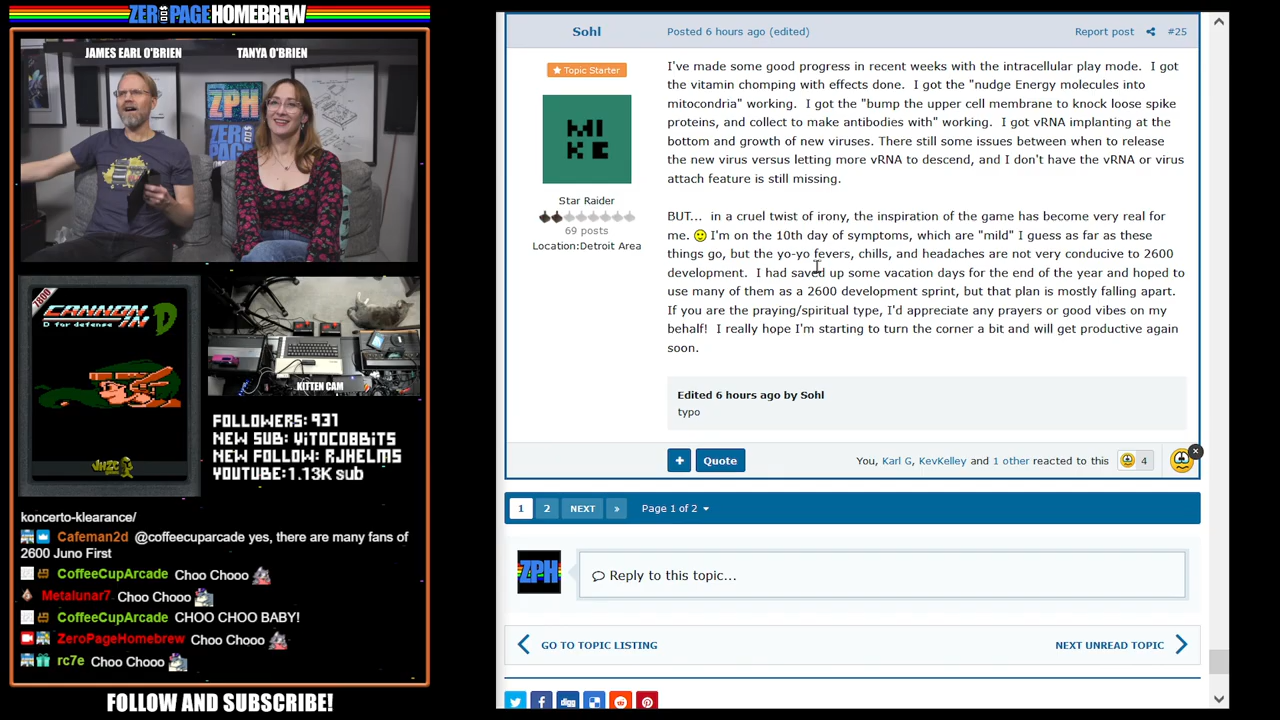 ZERO PAGE HOMEBREW
JAMES EARL O'BRIEN
TANYA O'BRIEN
ZPH
ZERO
PAGE
7800
CANNON
IN D
D FOR DEFENSE
KITTEN CAM
FOLLOWERS: 931
NEW SUB: VITOCOBBITS
NEW FOLLOW: RJHELMS
YOUTUBE:1.13K sub
koncerto-klearance/
Cafeman2d @coffeecuparcade yes, there are many fans of
2600 Juno First
CoffeeCupArcade Choo Chooo
Metalunar7 Choo Chooo
CoffeeCupArcade CHOO CHOO BABY!
ZeroPageHomebrew Choo Chooo
rc7e Choo Chooo
FOLLOW AND SUBSCRIBE!
Sohl
Posted 6 hours ago (edited)
Report post
#25
Topic Starter
MI
KE
Star Raider
69 posts
Location:Detroit Area
I've made some good progress in recent weeks with the intracellular play mode. I got
the vitamin chomping with effects done. I got the "nudge Energy molecules into
mitocondria" working. I got the "bump the upper cell membrane to knock loose spike
proteins, and collect to make antibodies with" working. I got vRNA implanting at the
bottom and growth of new viruses. There still some issues between when to release
the new virus versus letting more vRNA to descend, and I don't have the vRNA or virus
attach feature is still missing.
BUT... in a cruel twist of irony, the inspiration of the game has become very real for
me. I'm on the 10th day of symptoms, which are "mild" I guess as far as these
things go, but the yo-yo fevers, chills, and headaches are not very conducive to 2600
development. I had saved up some vacation days for the end of the year and hoped to
use many of them as a 2600 development sprint, but that plan is mostly falling apart.
If you are the praying/spiritual type, I'd appreciate any prayers or good vibes on my
behalf! I really hope I'm starting to turn the corner a bit and will get productive again
soon.
Edited 6 hours ago by Sohl
typo
+ Quote
You, Karl G, KevKelley and 1 other reacted to this
4
1 2 NEXT » Page 1 of 2
ZPH
Reply to this topic...
GO TO TOPIC LISTING
NEXT UNREAD TOPIC
digg